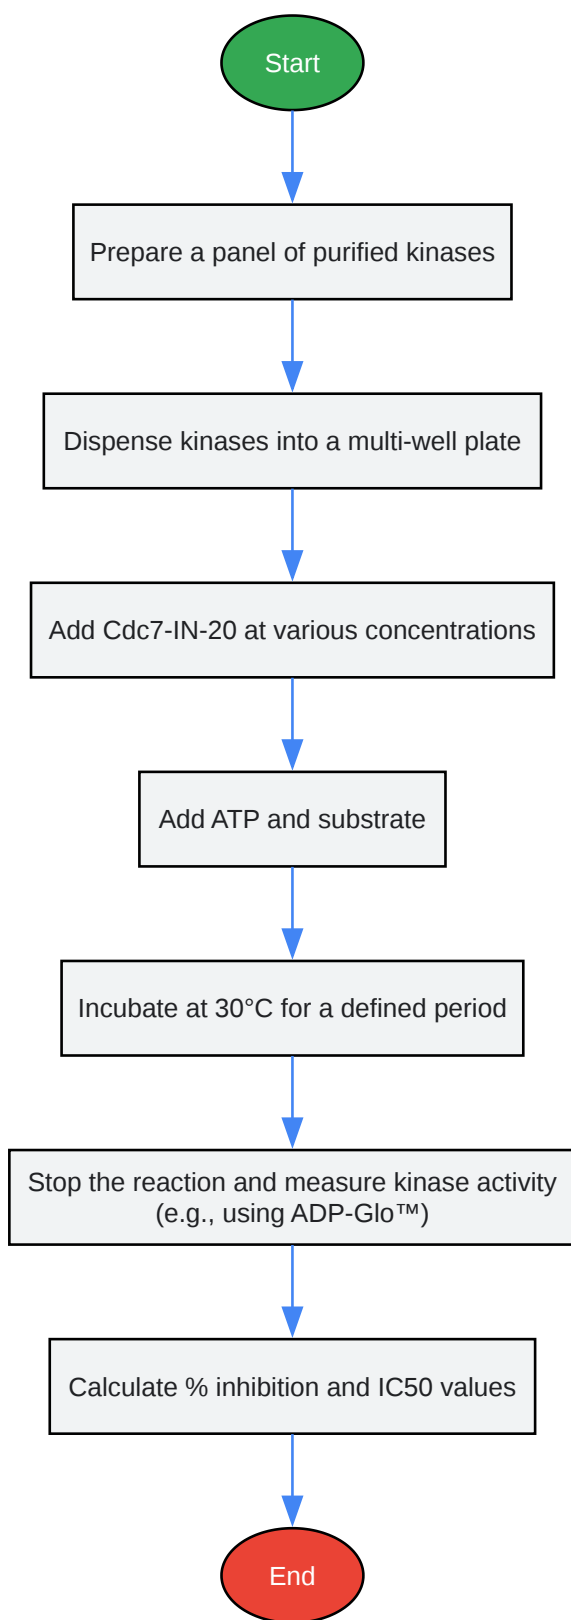 Start
Prepare a panel of purified kinases
Dispense kinases into a multi-well plate
Add Cdc7-IN-20 at various concentrations
Add ATP and substrate
Incubate at 30°C for a defined period
Stop the reaction and measure kinase activity
(e.g., using ADP-Glo™)
Calculate % inhibition and IC50 values
End